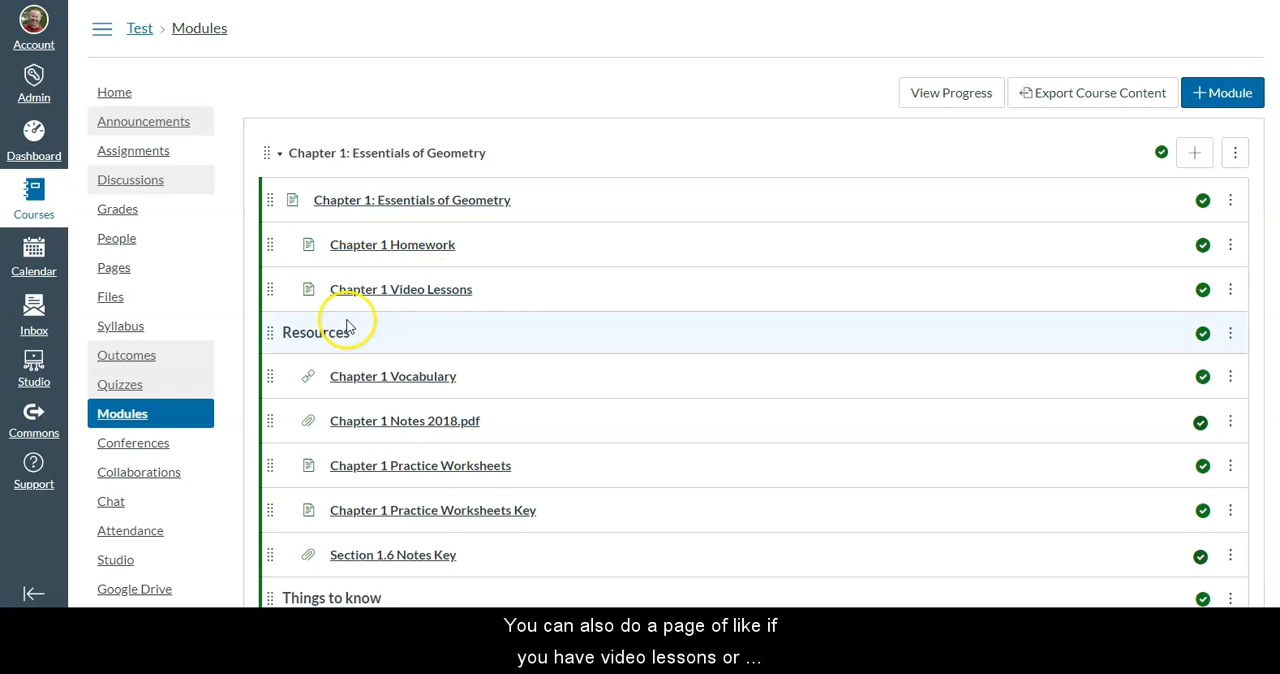 Account
Admin
Dashboard
Courses
Calendar
Inbox
Studio
Commons
Support
Test › Modules
Home
Announcements
Assignments
Discussions
Grades
People
Pages
Files
Syllabus
Outcomes
Quizzes
Modules
Conferences
Collaborations
Chat
Attendance
Studio
Google Drive
View Progress
Export Course Content
+ Module
Chapter 1: Essentials of Geometry
Chapter 1: Essentials of Geometry
Chapter 1 Homework
Chapter 1 Video Lessons
Resources
Chapter 1 Vocabulary
Chapter 1 Notes 2018.pdf
Chapter 1 Practice Worksheets
Chapter 1 Practice Worksheets Key
Section 1.6 Notes Key
Things to know
You can also do a page of like if
you have video lessons or ...